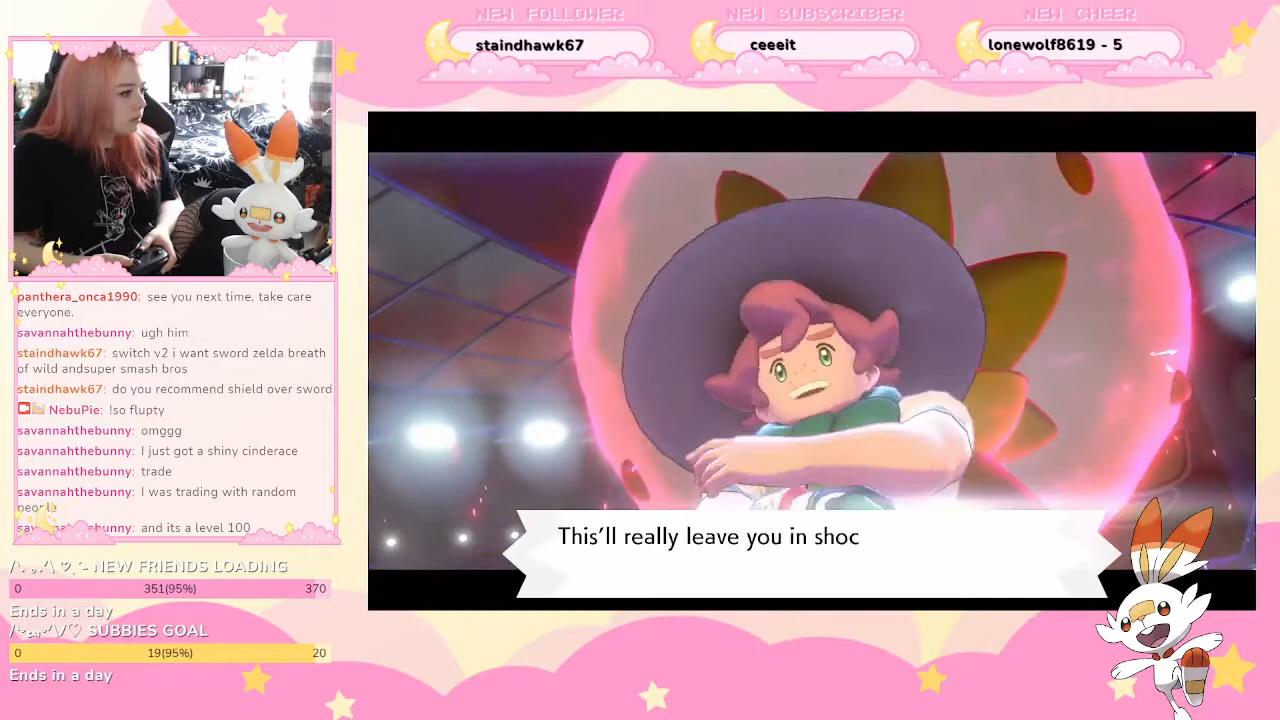 NEW FOLLOWER
NEW SUBSCRIBER
NEW CHEER
staindhawk67
ceeeit
lonewolf8619 - 5
panthera_onca1990: see you next time, take care
everyone.
savannahthebunny: ugh him
staindhawk67: switch v2 i want sword zelda breath
of wild andsuper smash bros
staindhawk67: do you recommend shield over sword
NebuPie: !so flupty
savannahthebunny: omggg
savannahthebunny: I just got a shiny cinderace
savannahthebunny: trade
savannahthebunny: I was trading with random
people
savannahthebunny: and its a level 100
NEW FRIENDS LOADING
0 351(95%) 370
Ends in a day
SUBBIES GOAL
0 19(95%) 20
Ends in a day
This'll really leave you in shoc